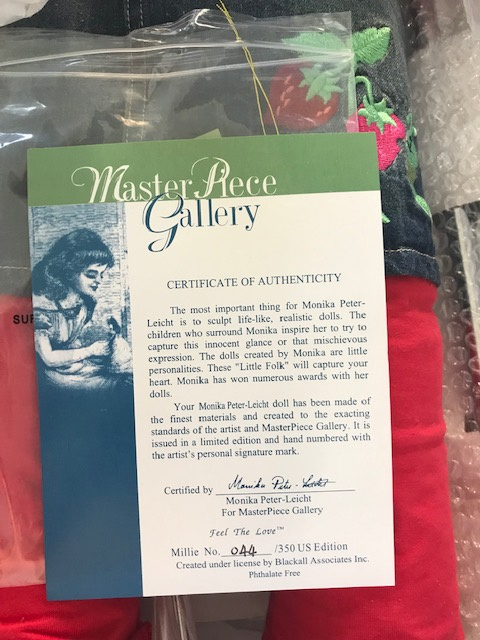 MasterPiece
Gallery
CERTIFICATE OF AUTHENTICITY
The most important thing for Monika Peter-
Leicht is to sculpt life-like, realistic dolls. The
children who surround Monika inspire her to try to
capture this innocent glance or that mischievous
expression. The dolls created by Monika are little
personalities. These "Little Folk" will capture your
heart. Monika has won numerous awards with her
dolls.
Your Monika Peter-Leicht doll has been made of
the finest materials and created to the exacting
standards of the artist and MasterPiece Gallery. It is
issued in a limited edition and hand numbered with
the artist's personal signature mark.
Certified by Monika Peter-Leicht
Monika Peter-Leicht
For MasterPiece Gallery
Feel The Love™
Millie No. 044 /350 US Edition
Created under license by Blackall Associates Inc.
Phthalate Free